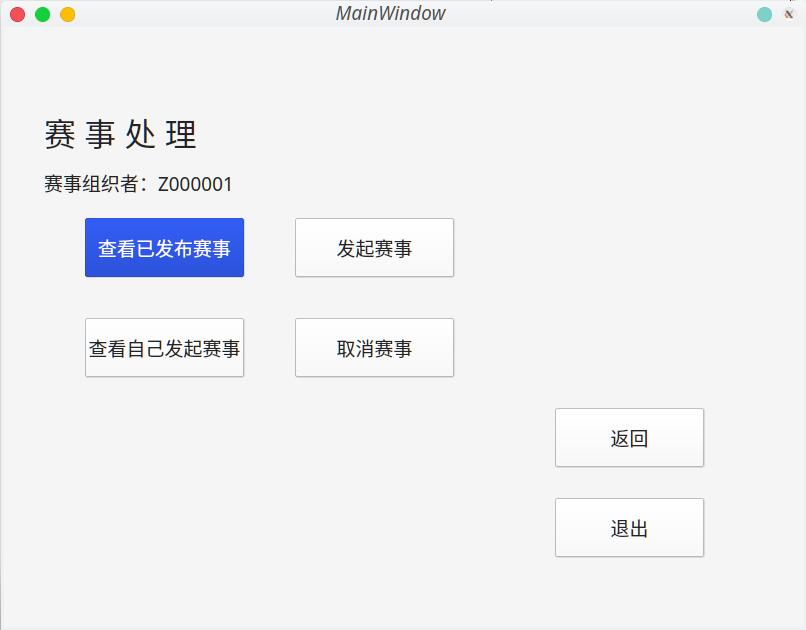 MainWindow
赛 事 处 理
赛事组织者：Z000001
查看已发布赛事
发起赛事
查看自己发起赛事
取消赛事
返回
退出